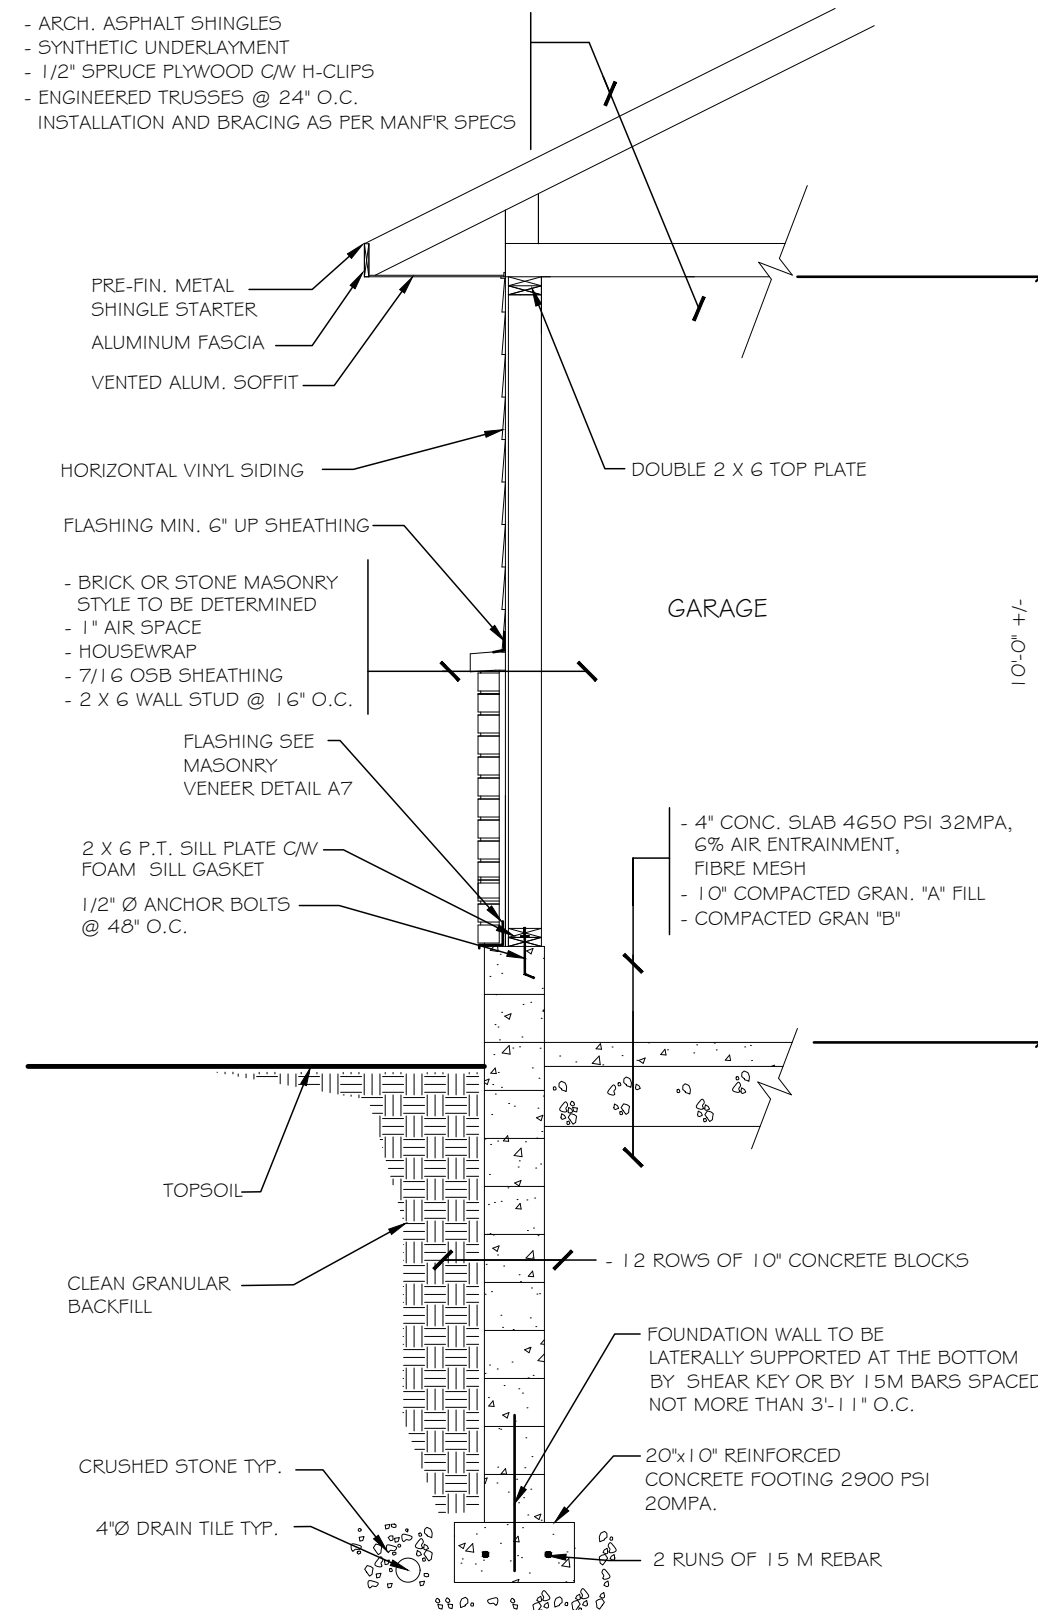 - ARCH. ASPHALT SHINGLES
- SYNTHETIC UNDERLAYMENT
- 1/2" SPRUCE PLYWOOD C/W H-CLIPS
- ENGINEERED TRUSSES @ 24" O.C.
INSTALLATION AND BRACING AS PER MANF'R SPECS
PRE-FIN. METAL
SHINGLE STARTER
ALUMINUM FASCIA
VENTED ALUM. SOFFIT
HORIZONTAL VINYL SIDING
DOUBLE 2 X 6 TOP PLATE
FLASHING MIN. 6" UP SHEATHING
- BRICK OR STONE MASONRY
STYLE TO BE DETERMINED
- 1" AIR SPACE
- HOUSEWRAP
- 7/16 OSB SHEATHING
- 2 X 6 WALL STUD @ 16" O.C.
GARAGE
10'-0" +/-
FLASHING SEE
MASONRY
VENEER DETAIL A7
2 X 6 P.T. SILL PLATE C/W
FOAM SILL GASKET
1/2" Ø ANCHOR BOLTS
@ 48" O.C.
- 4" CONC. SLAB 4650 PSI 32MPA,
6% AIR ENTRAINMENT,
FIBRE MESH
- 10" COMPACTED GRAN. "A" FILL
- COMPACTED GRAN "B"
TOPSOIL
CLEAN GRANULAR
BACKFILL
- 12 ROWS OF 10" CONCRETE BLOCKS
FOUNDATION WALL TO BE
LATERALLY SUPPORTED AT THE BOTTOM
BY SHEAR KEY OR BY 15M BARS SPACED
NOT MORE THAN 3'-11" O.C.
CRUSHED STONE TYP.
4"Ø DRAIN TILE TYP.
20"x10" REINFORCED
CONCRETE FOOTING 2900 PSI
20MPA.
2 RUNS OF 15 M REBAR